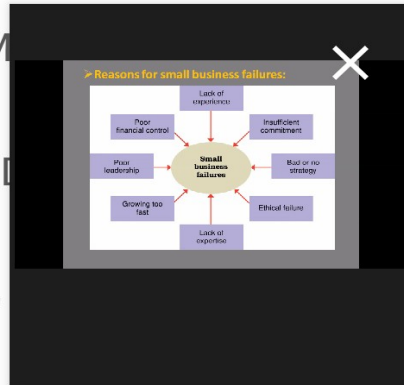 ➤Reasons for small business failures:
Lack of
experience
Poor
financial control
Insufficient
commitment
Poor
leadership
Small
business
failures
Bad or no
strategy
Growing too
fast
Ethical failure
Lack of
expertise